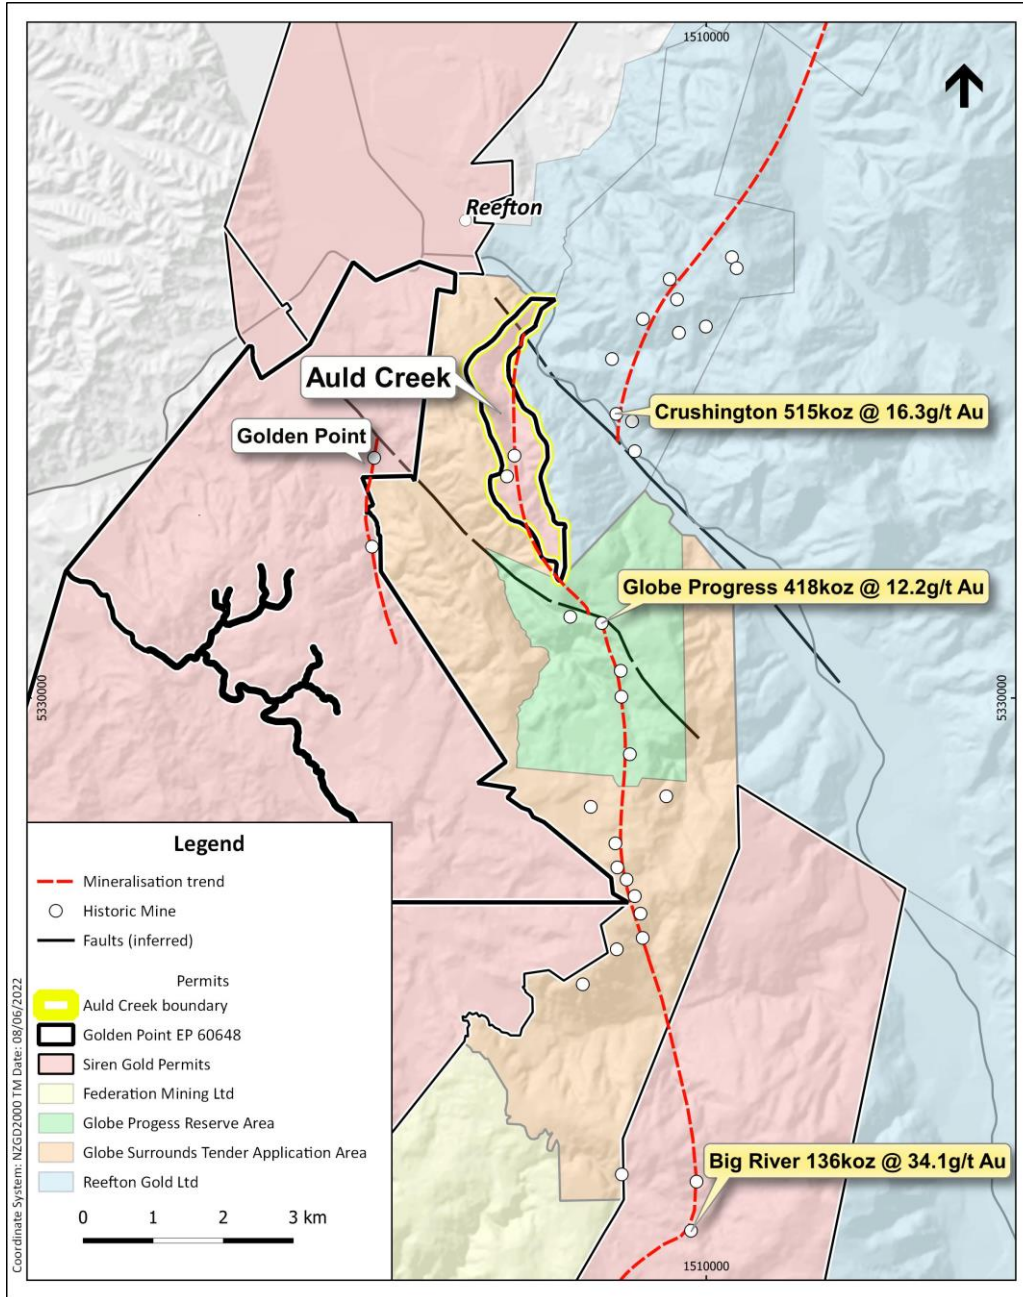 1510000
Reefton
Auld Creek
Crushington 515koz @ 16.3g/t Au
Golden Point
Globe Progress 418koz @ 12.2g/t Au
5330000
5330000
Legend
Mineralisation trend
Historic Mine
Faults (inferred)
Permits
Auld Creek boundary
Golden Point EP 60648
Siren Gold Permits
Federation Mining Ltd
Globe Progess Reserve Area
Globe Surrounds Tender Application Area
Reefton Gold Ltd
0 1 2 3 km
Big River 136koz @ 34.1g/t Au
1510000
Coordinate System: NZGD2000 TM Date: 08/06/2022